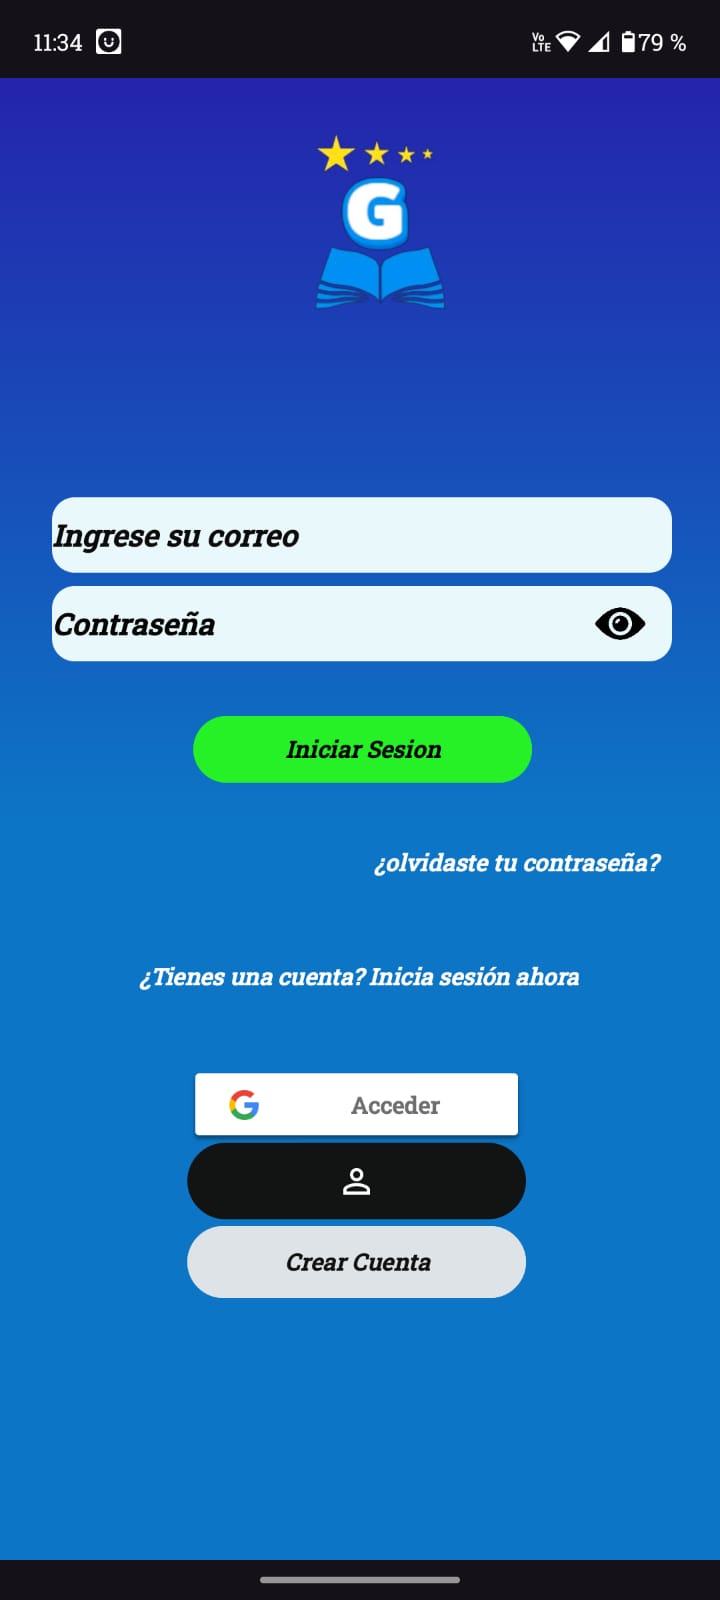 11:34
Vo LTE 79 %
G
Ingrese su correo
Contraseña
Iniciar Sesion
¿olvidaste tu contraseña?
¿Tienes una cuenta? Inicia sesión ahora
G Acceder
Crear Cuenta